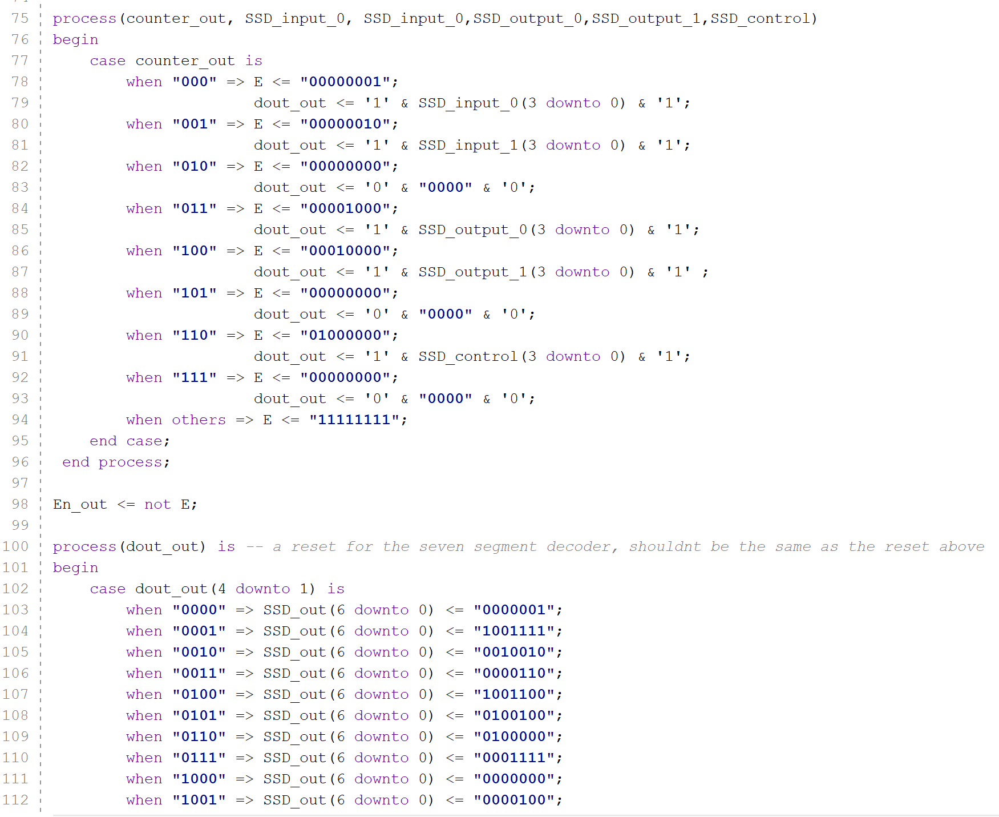 75 process(counter_out, SSD_input_0, SSD_input_0,SSD_output_0,SSD_output_1,SSD_control)
76 begin
77 case counter_out is
78 when "000" => E <= "00000001";
79 dout_out <= '1' & SSD_input_0(3 downto 0) & '1';
80 when "001" => E <= "00000010";
81 dout_out <= '1' & SSD_input_1(3 downto 0) & '1';
82 when "010" => E <= "00000000";
83 dout_out <= '0' & "0000" & '0';
84 when "011" => E <= "00001000";
85 dout_out <= '1' & SSD_output_0(3 downto 0) & '1';
86 when "100" => E <= "00010000";
87 dout_out <= '1' & SSD_output_1(3 downto 0) & '1' ;
88 when "101" => E <= "00000000";
89 dout_out <= '0' & "0000" & '0';
90 when "110" => E <= "01000000";
91 dout_out <= '1' & SSD_control(3 downto 0) & '1';
92 when "111" => E <= "00000000";
93 dout_out <= '0' & "0000" & '0';
94 when others => E <= "11111111";
95 end case;
96 end process;
97
98 En_out <= not E;
99
100 process(dout_out) is -- a reset for the seven segment decoder, shouldnt be the same as the reset above
101 begin
102 case dout_out(4 downto 1) is
103 when "0000" => SSD_out(6 downto 0) <= "0000001";
104 when "0001" => SSD_out(6 downto 0) <= "1001111";
105 when "0010" => SSD_out(6 downto 0) <= "0010010";
106 when "0011" => SSD_out(6 downto 0) <= "0000110";
107 when "0100" => SSD_out(6 downto 0) <= "1001100";
108 when "0101" => SSD_out(6 downto 0) <= "0100100";
109 when "0110" => SSD_out(6 downto 0) <= "0100000";
110 when "0111" => SSD_out(6 downto 0) <= "0001111";
111 when "1000" => SSD_out(6 downto 0) <= "0000000";
112 when "1001" => SSD_out(6 downto 0) <= "0000100";